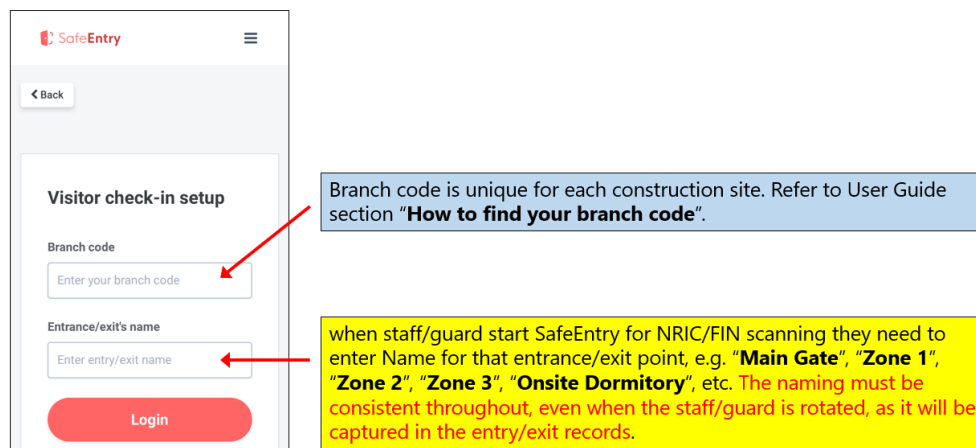 SafeEntry
Back
Visitor check-in setup
Branch code
Enter your branch code
Entrance/exit's name
Enter entry/exit name
Login
Branch code is unique for each construction site. Refer to User Guide
section “How to find your branch code”.
when staff/guard start SafeEntry for NRIC/FIN scanning they need to
enter Name for that entrance/exit point, e.g. “Main Gate”, “Zone 1”,
“Zone 2”, “Zone 3”, “Onsite Dormitory”, etc. The naming must be
consistent throughout, even when the staff/guard is rotated, as it will be
captured in the entry/exit records.